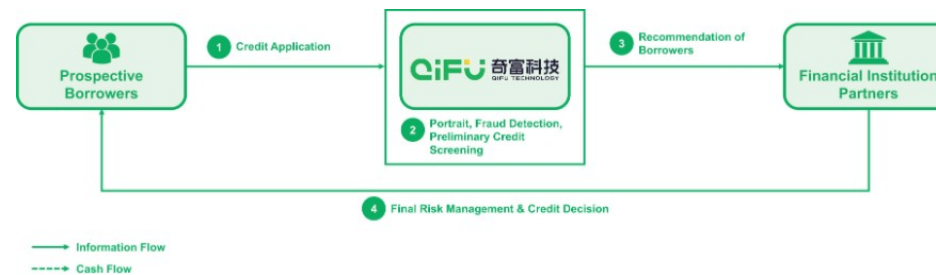 1 Credit Application
3 Recommendation of
Borrowers
Prospective
Borrowers
QiFU 奇富科技
QIFU TECHNOLOGY
2 Portrait, Fraud Detection,
Preliminary Credit
Screening
Financial Institution
Partners
4 Final Risk Management & Credit Decision
Information Flow
Cash Flow